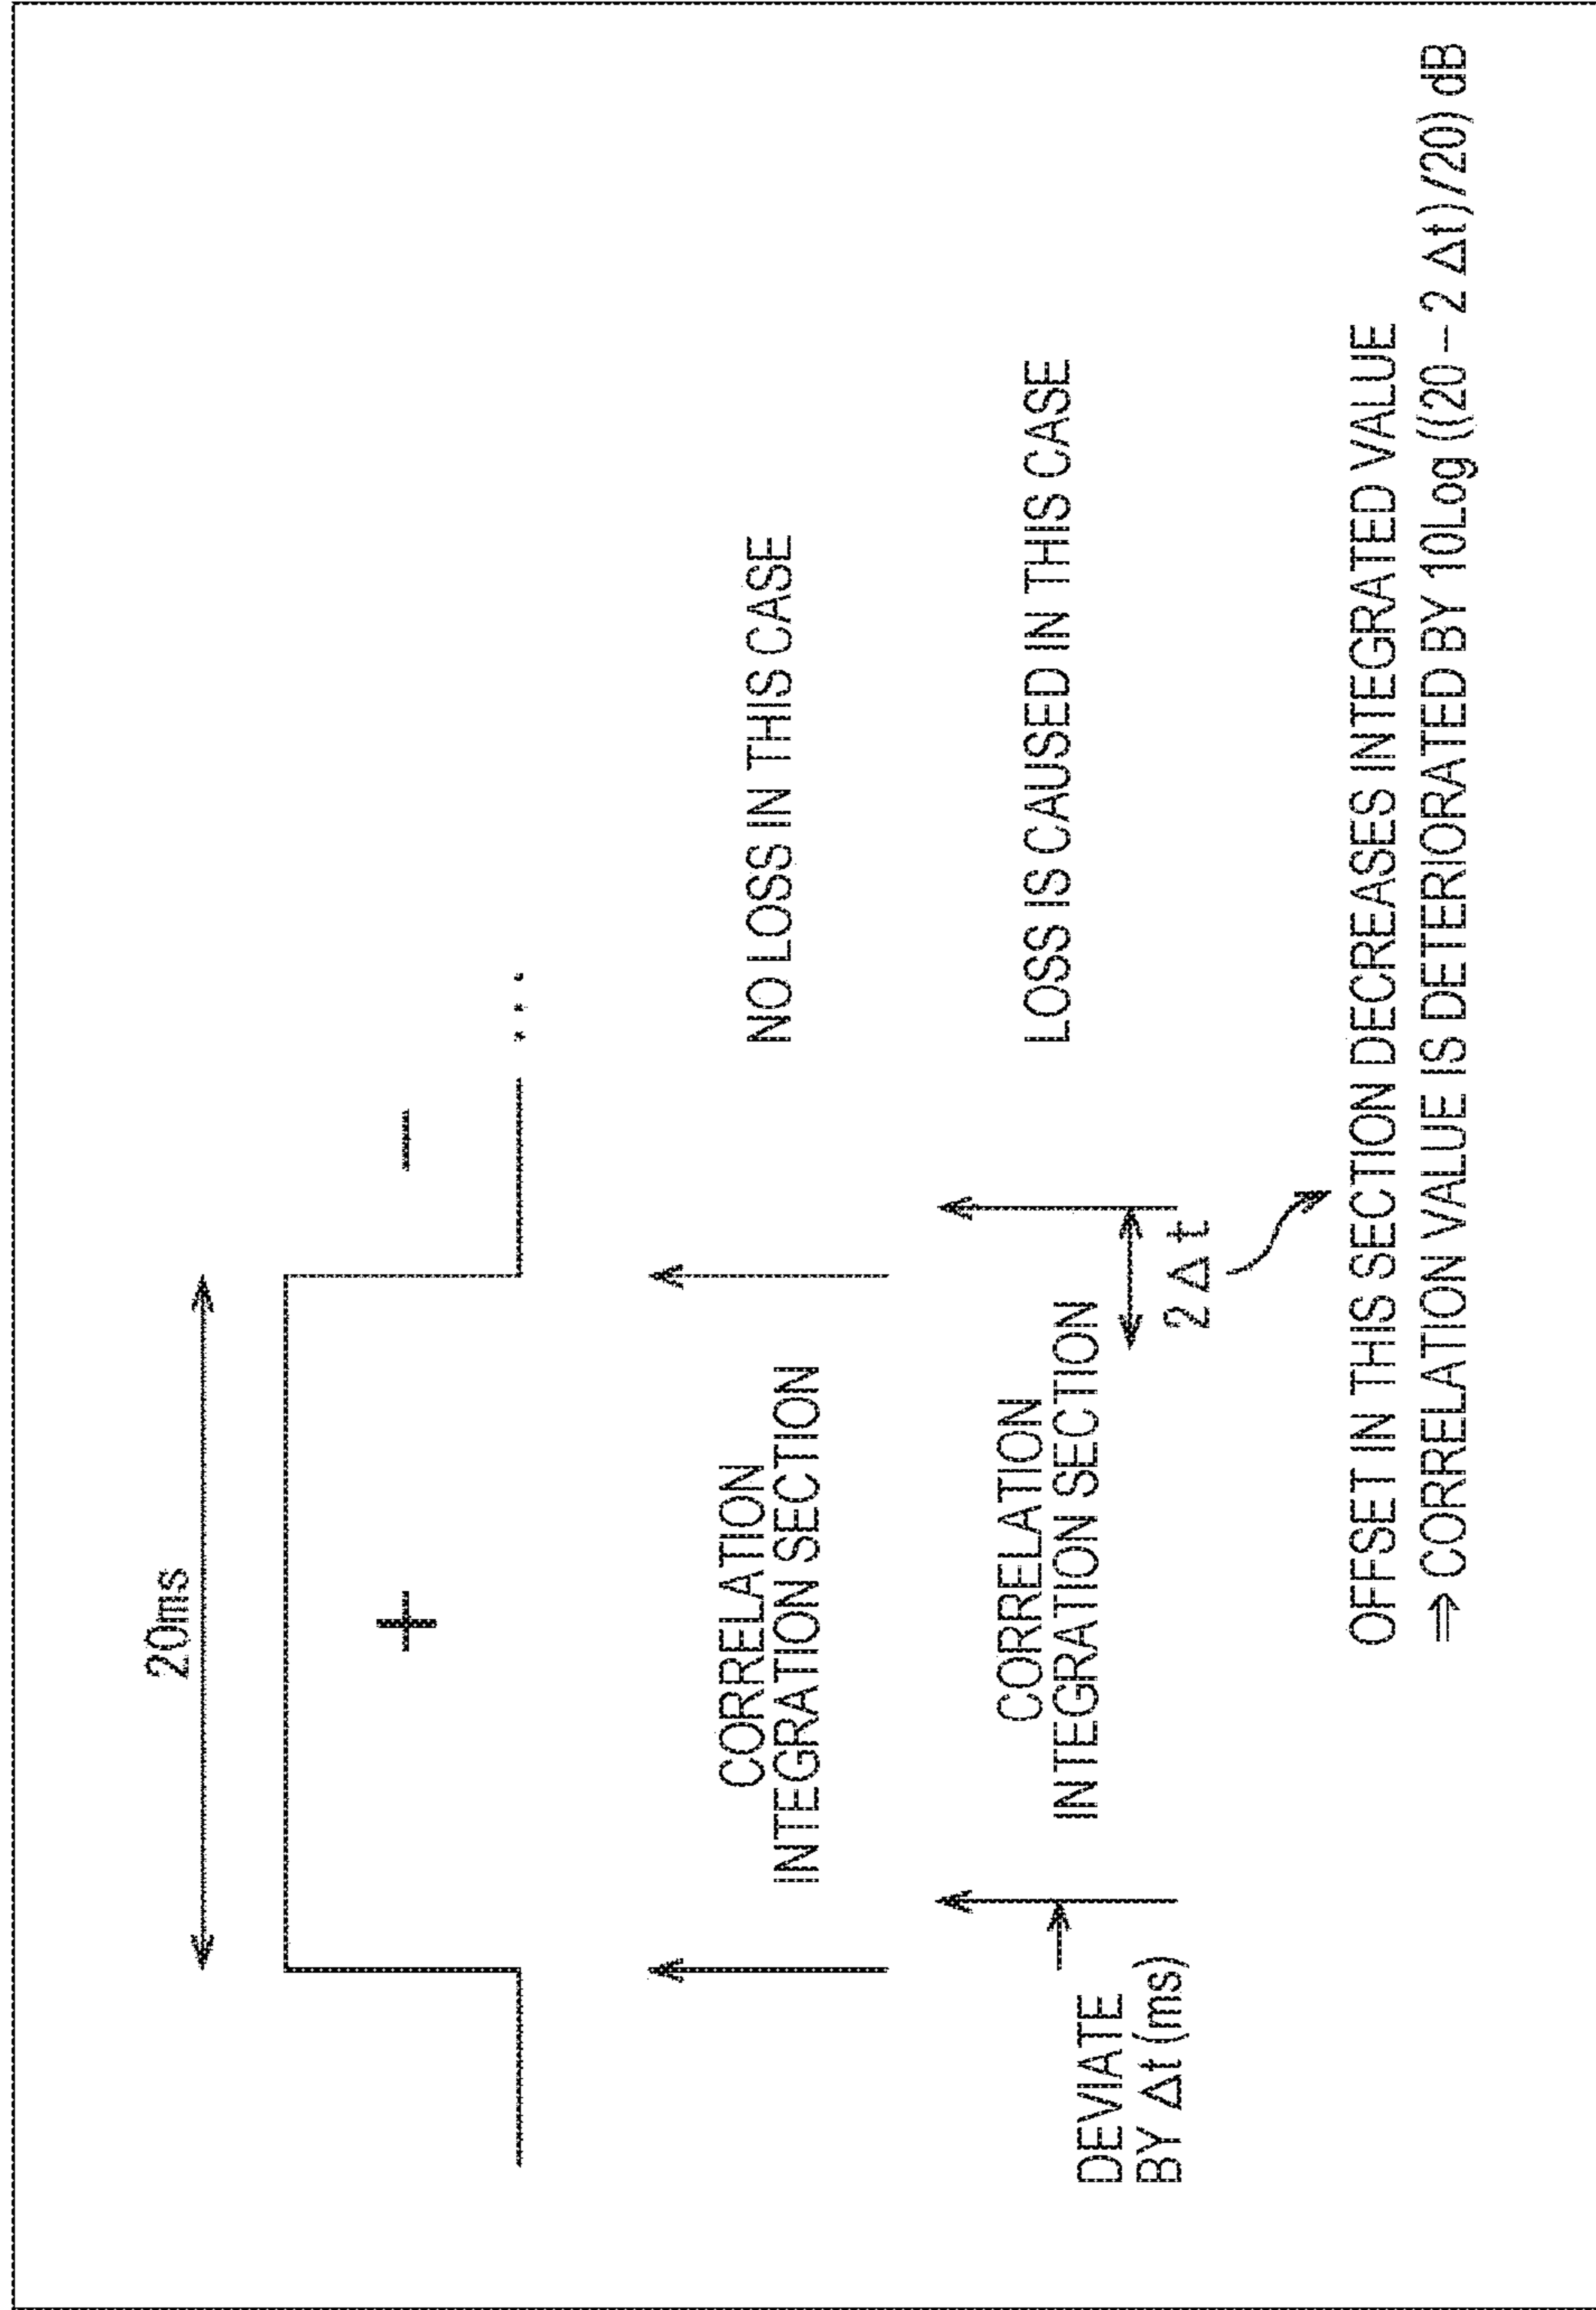 20ms
+
−
...
CORRELATION
INTEGRATION SECTION
NO LOSS IN THIS CASE
DEVIATE
BY Δt (ms)
CORRELATION
INTEGRATION SECTION
LOSS IS CAUSED IN THIS CASE
2 Δt
OFFSET IN THIS SECTION DECREASES INTEGRATED VALUE
⇒ CORRELATION VALUE IS DETERIORATED BY 10Log ((20 − 2 Δt)/20) dB